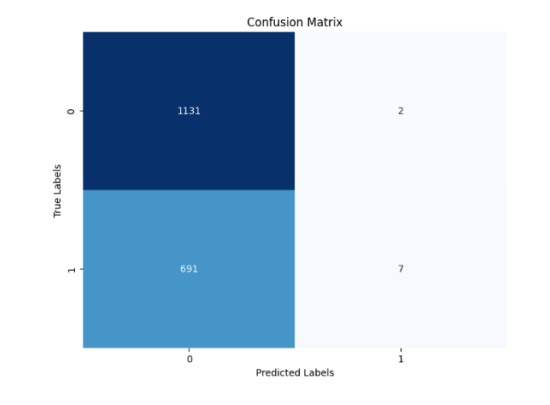 Confusion Matrix
True Labels
0
1131
2
1
691
7
0
1
Predicted Labels